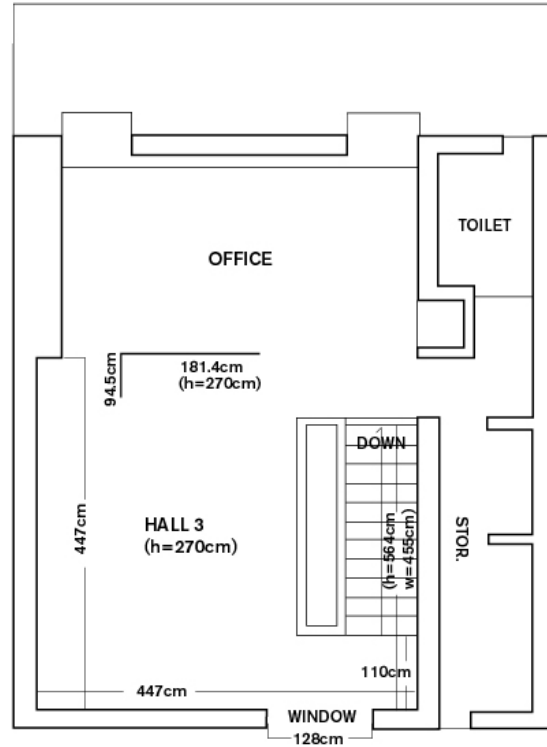 TOILET
OFFICE
94.5cm
181.4cm
(h=270cm)
DOWN
447cm
HALL 3
(h=270cm)
(h=564cm
w=455cm)
STOR.
110cm
447cm
WINDOW
128cm